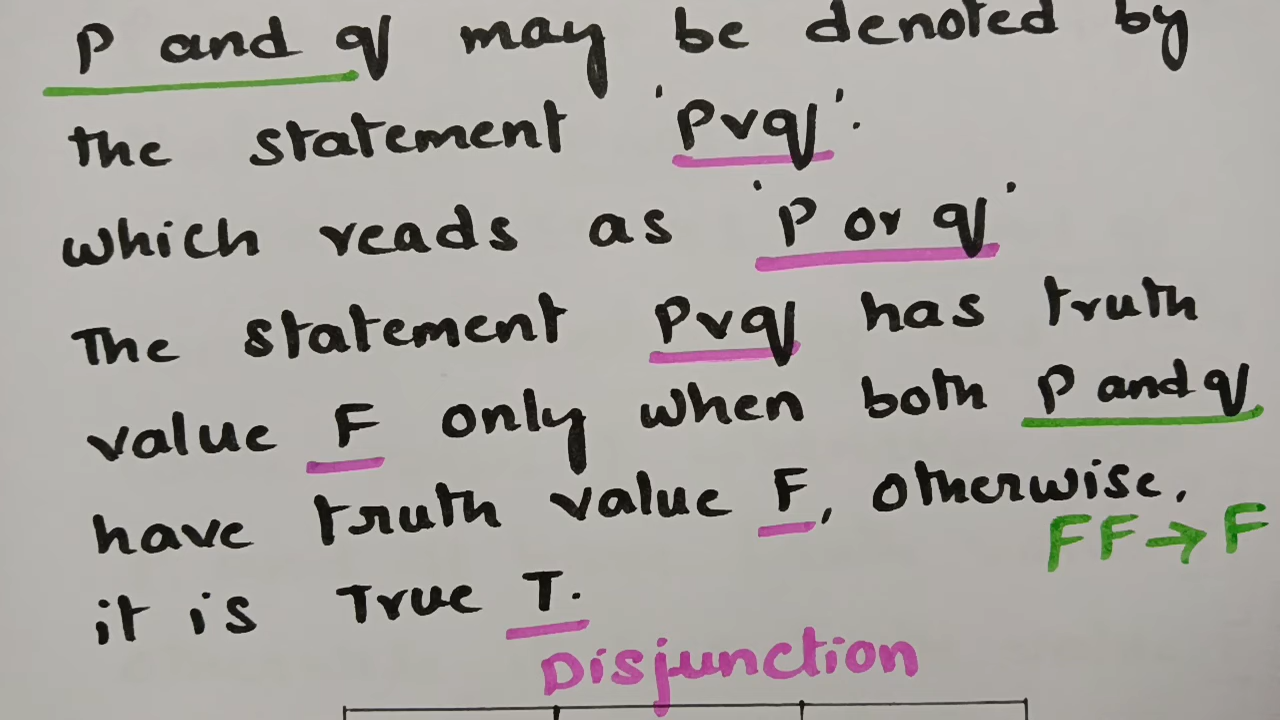 P and q may be denoted by
the statement 'Pvq'.
which reads as 'P or q'
The statement Pvq has truth
value F only when both P and q
have truth value F, otherwise,
FF→F
it is True T.
Disjunction